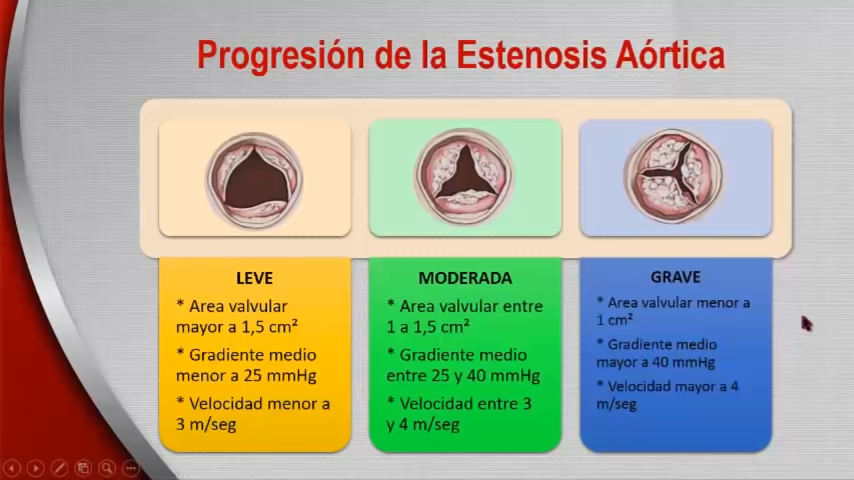 Progresión de la Estenosis Aórtica
LEVE
* Area valvular
mayor a 1,5 cm²
* Gradiente medio
menor a 25 mmHg
* Velocidad menor a
3 m/seg
MODERADA
* Area valvular entre
1 a 1,5 cm²
* Gradiente medio
entre 25 y 40 mmHg
* Velocidad entre 3
y 4 m/seg
GRAVE
* Area valvular menor a
1 cm²
* Gradiente medio
mayor a 40 mmHg
* Velocidad mayor a 4
m/seg